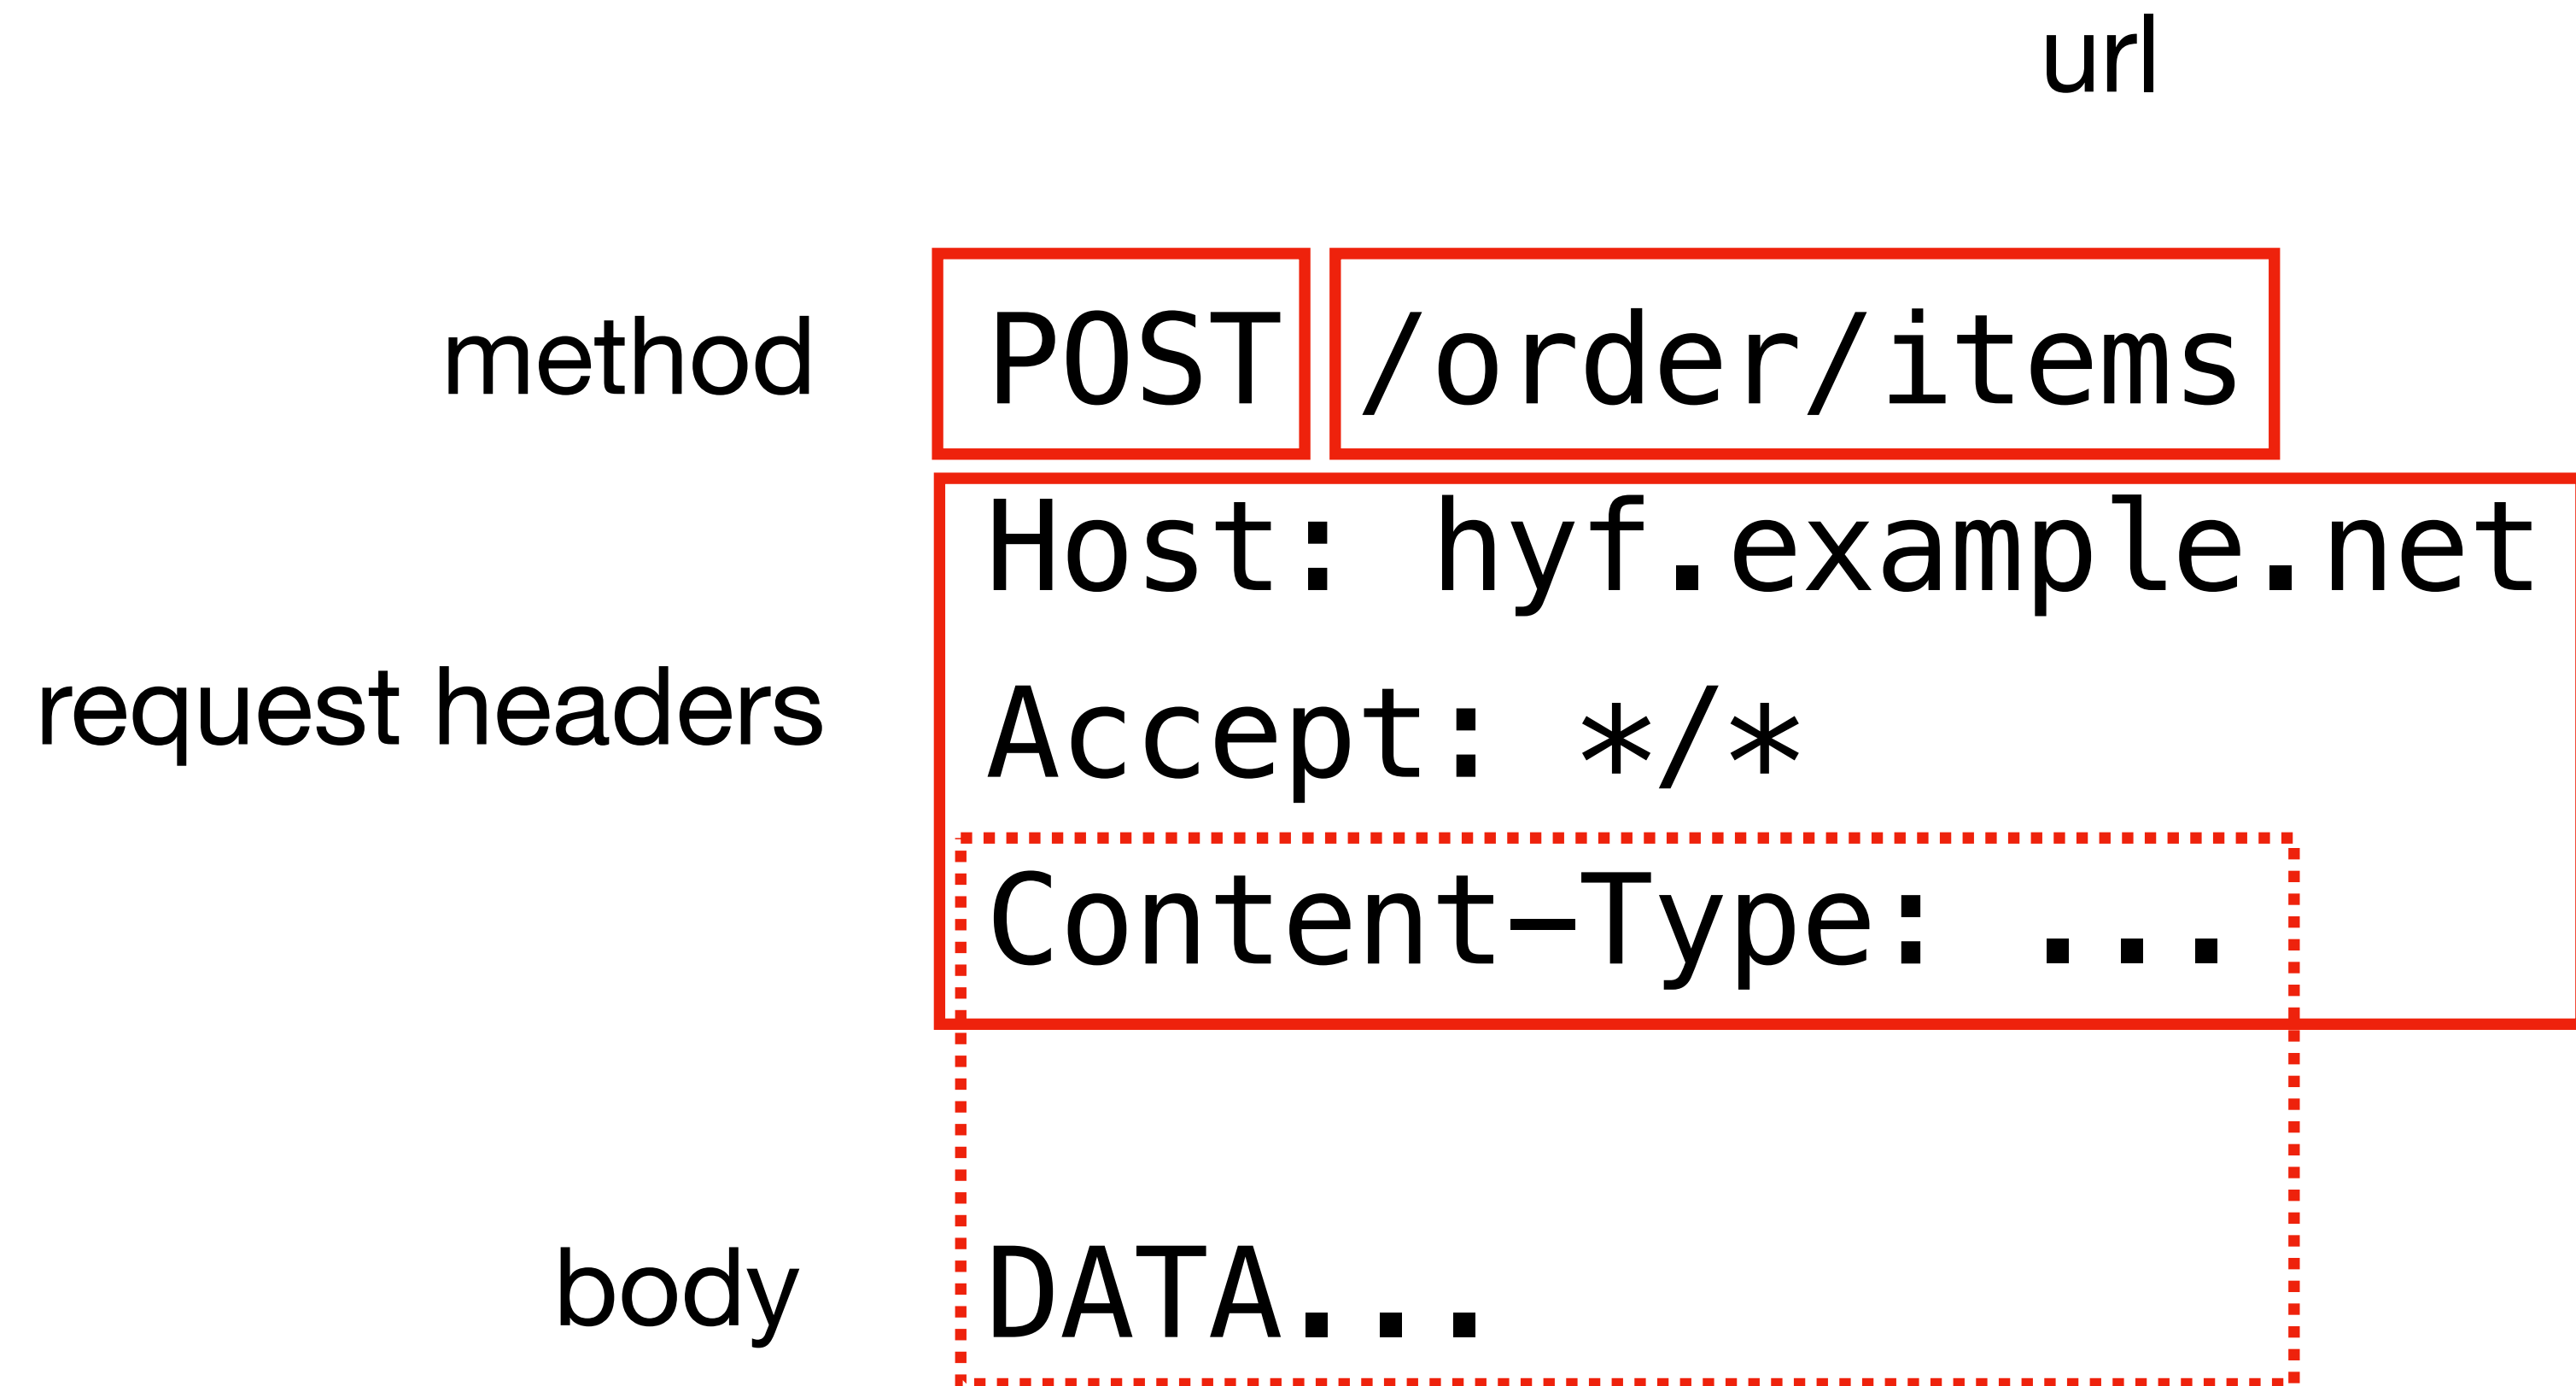 url
method POST /order/items
Host: hyf.example.net
request headers Accept: */*
Content-Type: ...
body DATA...